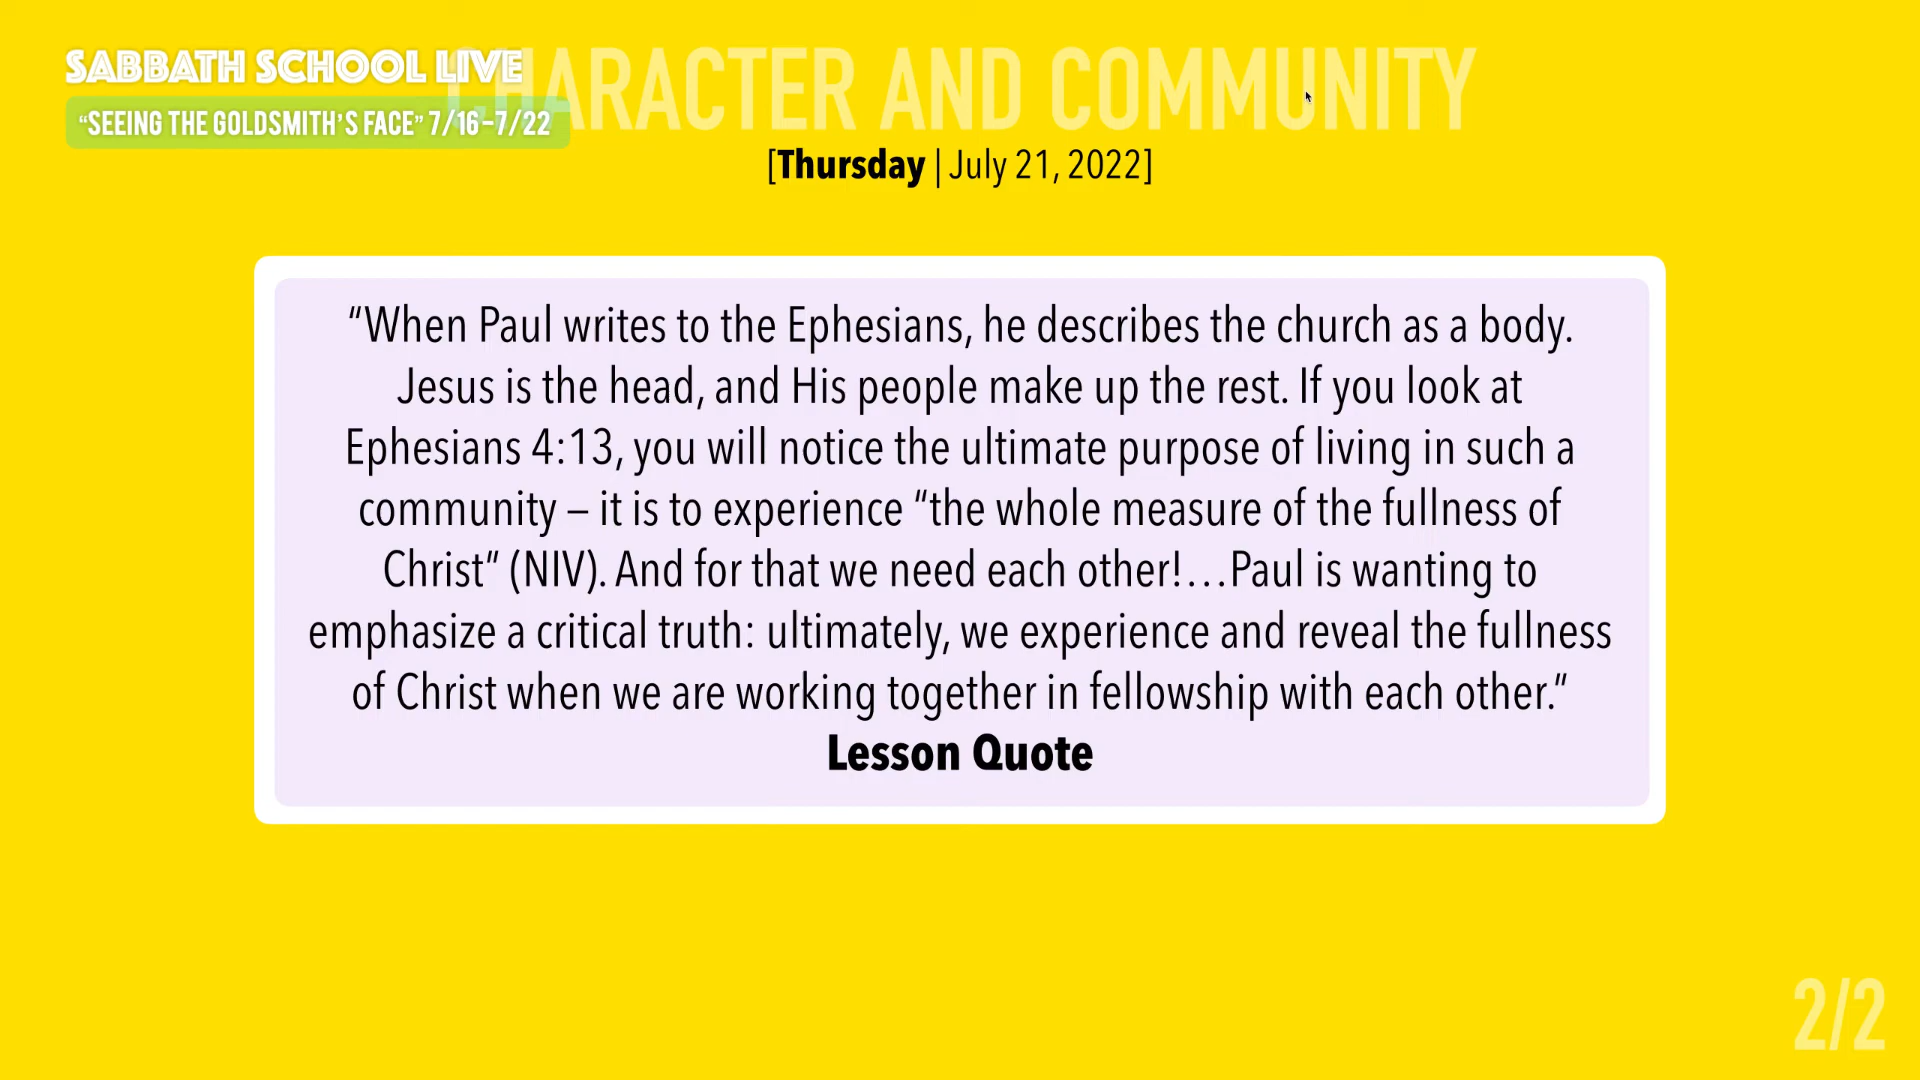 SABBATH SCHOOL LIVE
CHARACTER AND COMMUNITY
“SEEING THE GOLDSMITH’S FACE” 7/16–7/22
[Thursday | July 21, 2022]
“When Paul writes to the Ephesians, he describes the church as a body.
Jesus is the head, and His people make up the rest. If you look at
Ephesians 4:13, you will notice the ultimate purpose of living in such a
community – it is to experience “the whole measure of the fullness of
Christ” (NIV). And for that we need each other!…Paul is wanting to
emphasize a critical truth: ultimately, we experience and reveal the fullness
of Christ when we are working together in fellowship with each other.”
Lesson Quote
2/2